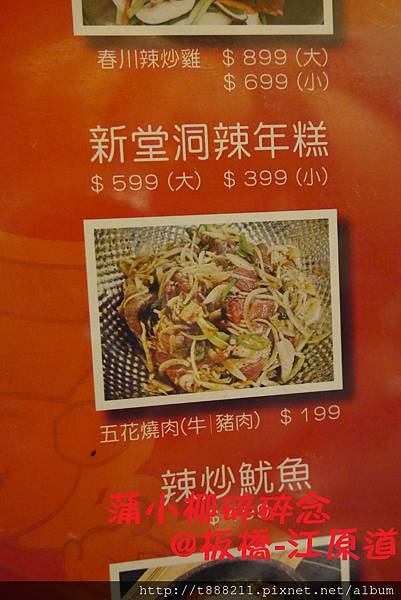 春川辣炒雞 $ 899 (大)
$ 699 (小)
新堂洞辣年糕
$ 599 (大) $ 399 (小)
五花燒肉(牛|豬肉) $ 199
辣炒魷魚
蒲小柳碎碎念
@板橋-江原道
http://t888211.pixnet.net/album